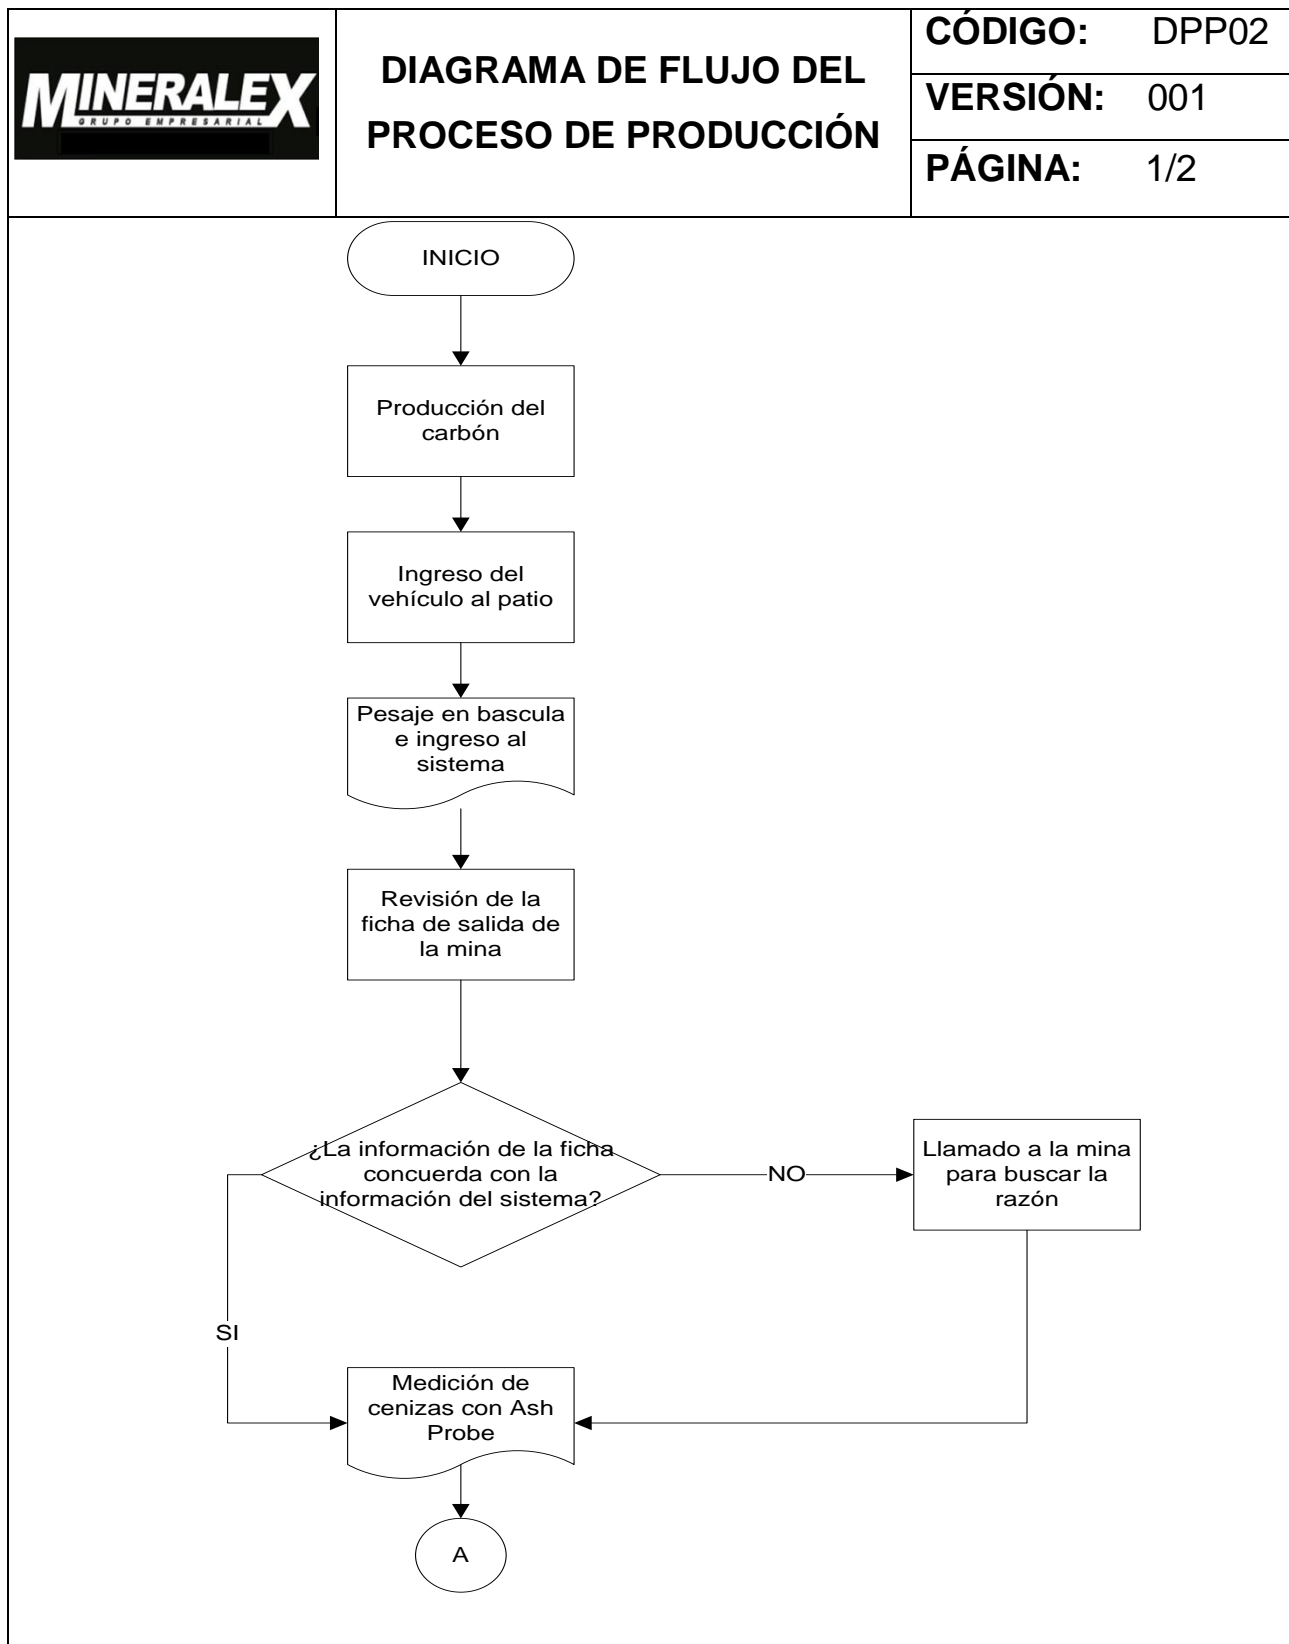 MINERALEX
GRUPO EMPRESARIAL
DIAGRAMA DE FLUJO DEL
PROCESO DE PRODUCCIÓN
CÓDIGO: DPP02
VERSIÓN: 001
PÁGINA: 1/2
INICIO
Producción del
carbón
Ingreso del
vehículo al patio
Pesaje en bascula
e ingreso al
sistema
Revisión de la
ficha de salida de
la mina
¿La información de la ficha
concuerda con la
información del sistema?
NO
Llamado a la mina
para buscar la
razón
SI
Medición de
cenizas con Ash
Probe
A